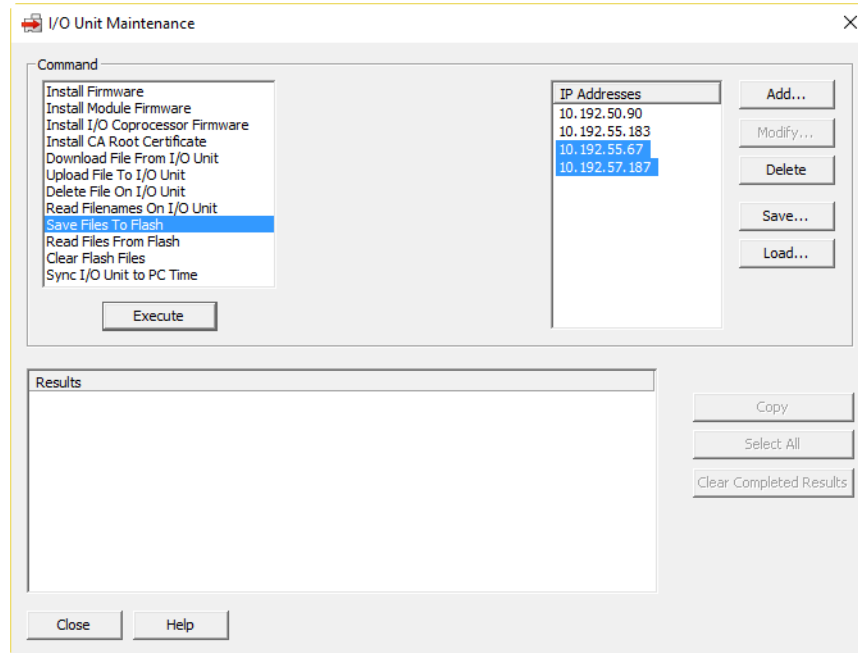 I/O Unit Maintenance
Command
Install Firmware
Install Module Firmware
Install I/O Coprocessor Firmware
Install CA Root Certificate
Download File From I/O Unit
Upload File To I/O Unit
Delete File On I/O Unit
Read Filenames On I/O Unit
Save Files To Flash
Read Files From Flash
Clear Flash Files
Sync I/O Unit to PC Time
Execute
IP Addresses
10.192.50.90
10.192.55.183
10.192.55.67
10.192.57.187
Add...
Modify...
Delete
Save...
Load...
Results
Copy
Select All
Clear Completed Results
Close
Help